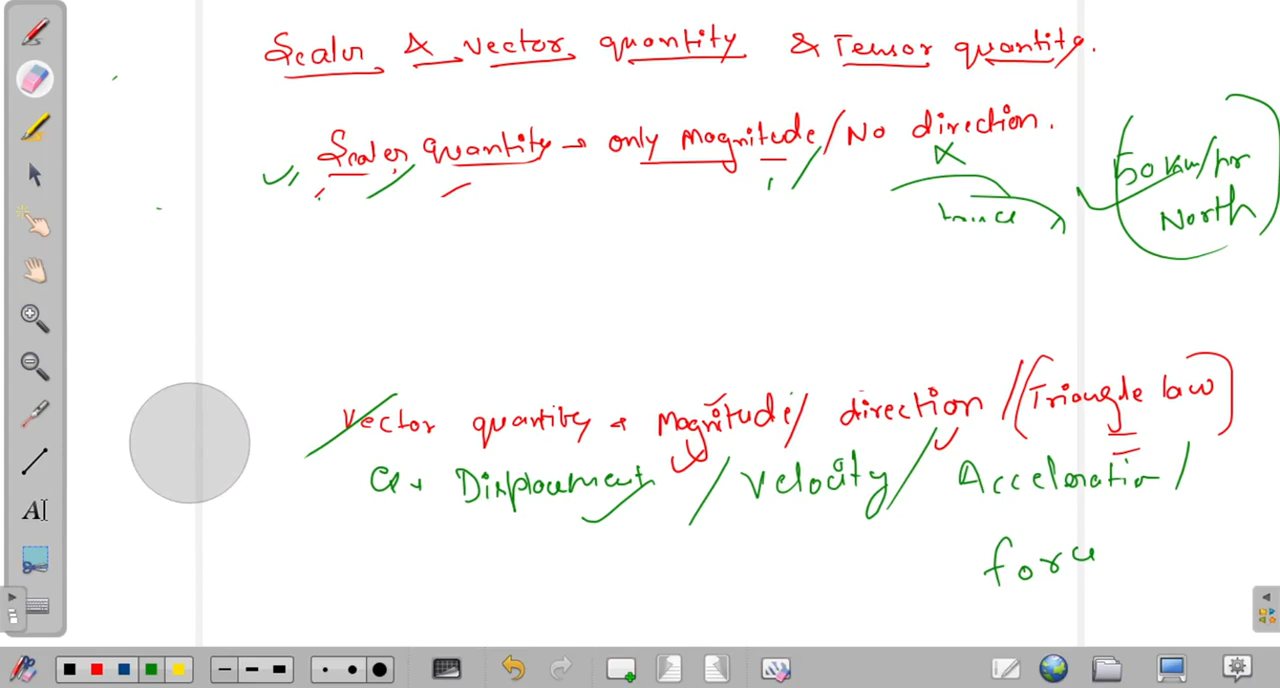 Scalar & Vector quantity & Tensor quantity.
Scalar quantity → only Magnitude / No direction.
50 km/hr
North
Vector quantity → Magnitude / direction / (Triangle law)
Displacement / Velocity / Acceleration /
force